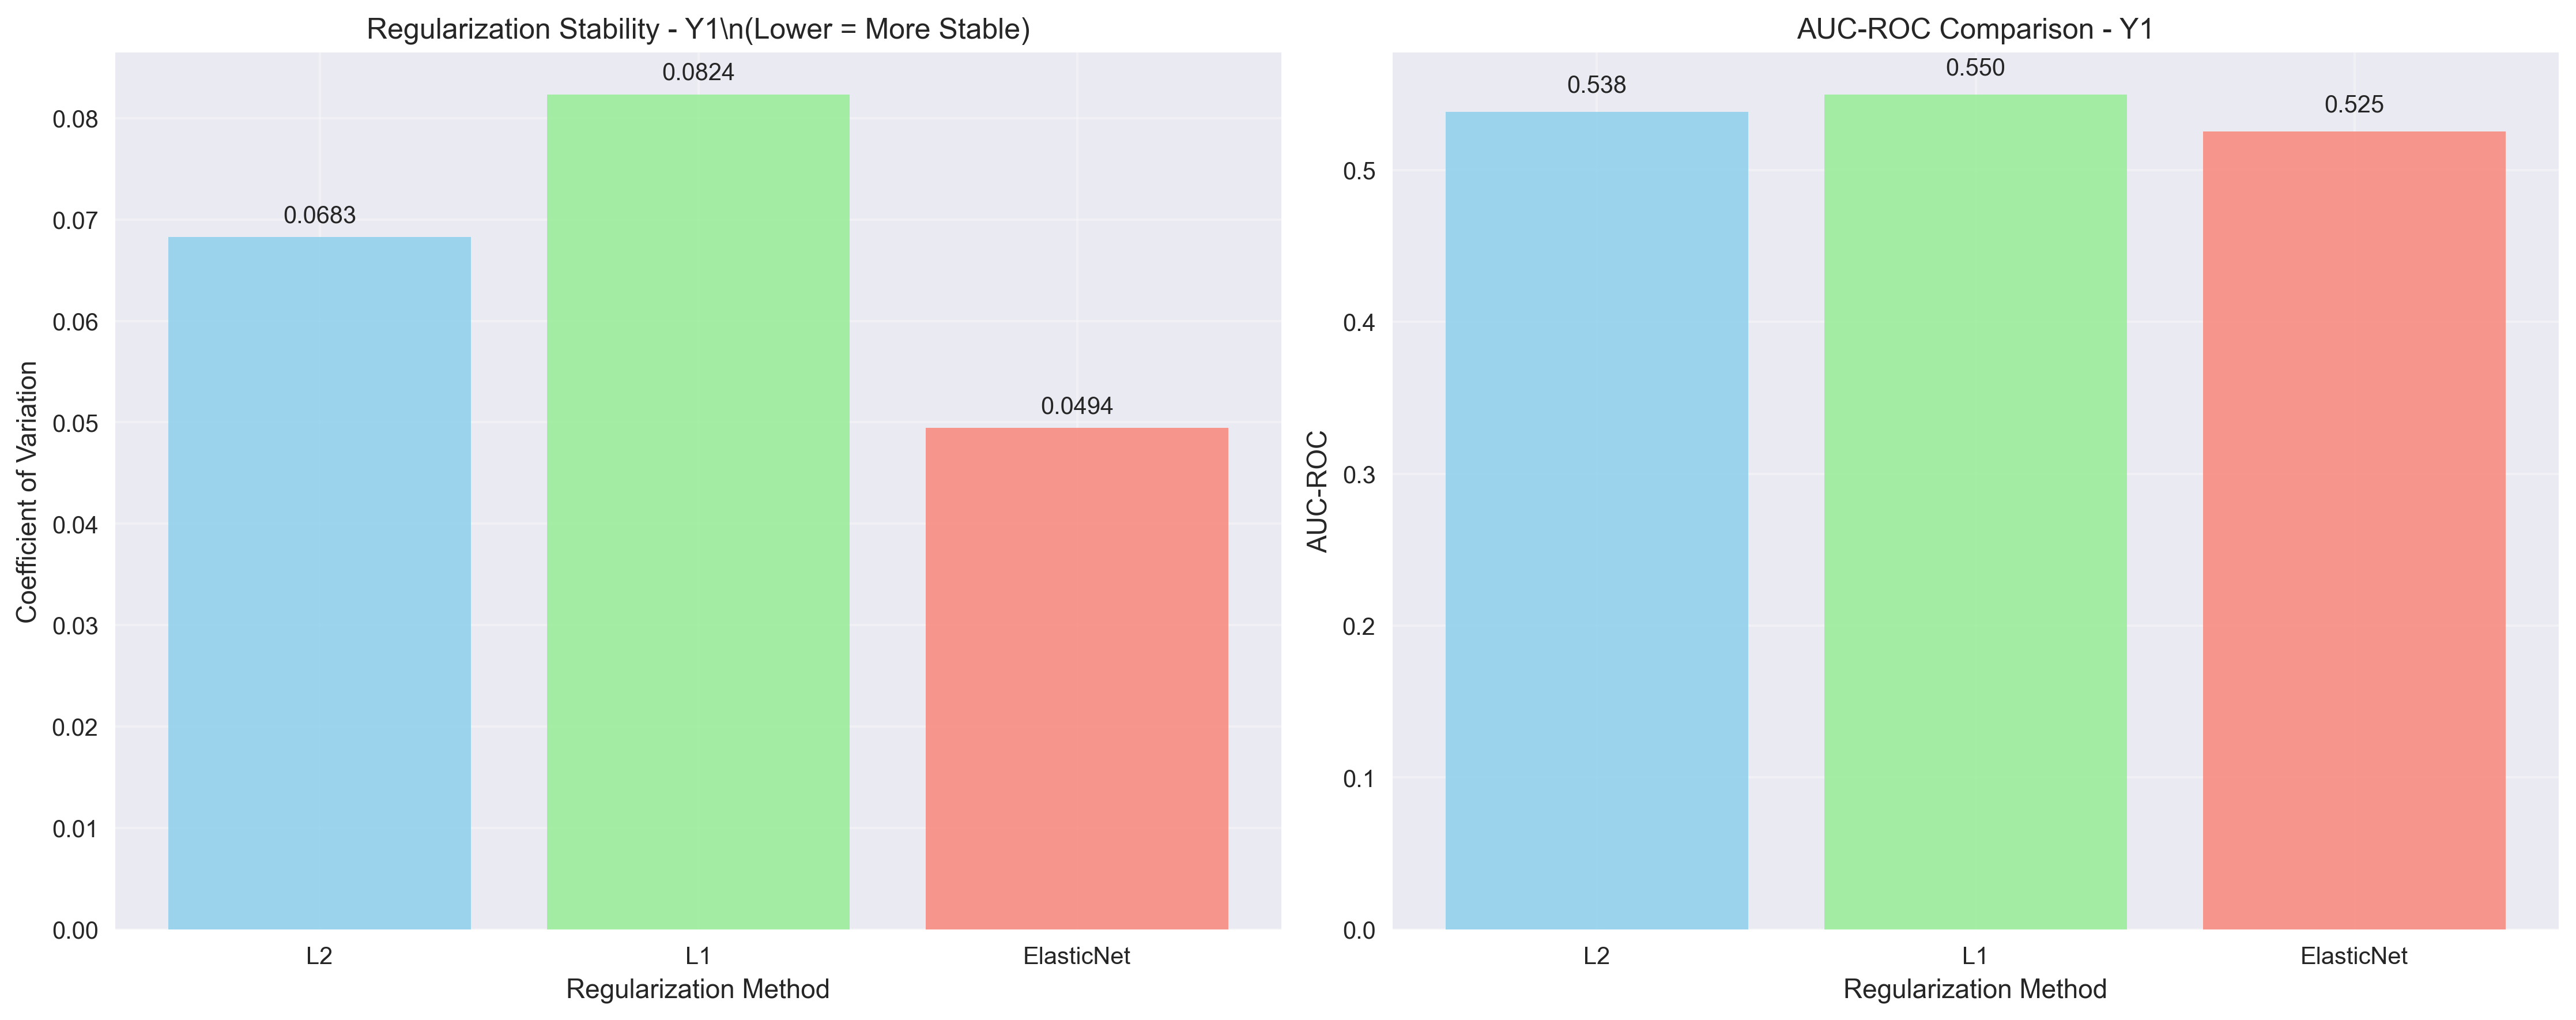 Regularization Stability - Y1\n(Lower = More Stable)
Coefficient of Variation
0.08
0.07
0.06
0.05
0.04
0.03
0.02
0.01
0.00
0.0683
0.0824
0.0494
L2
L1
ElasticNet
Regularization Method
AUC-ROC Comparison - Y1
AUC-ROC
0.5
0.4
0.3
0.2
0.1
0.0
0.538
0.550
0.525
L2
L1
ElasticNet
Regularization Method